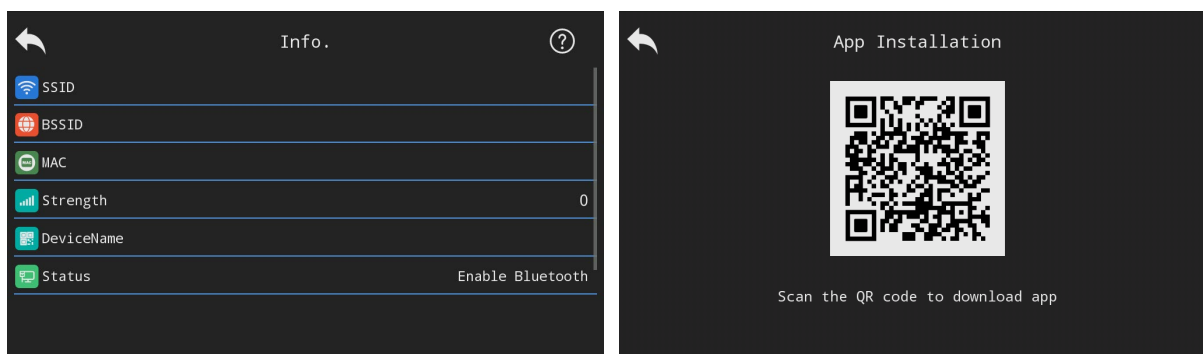 Info.
?
SSID
BSSID
MAC
MAC
Strength
0
DeviceName
Status
Enable Bluetooth
App Installation
Scan the QR code to download app